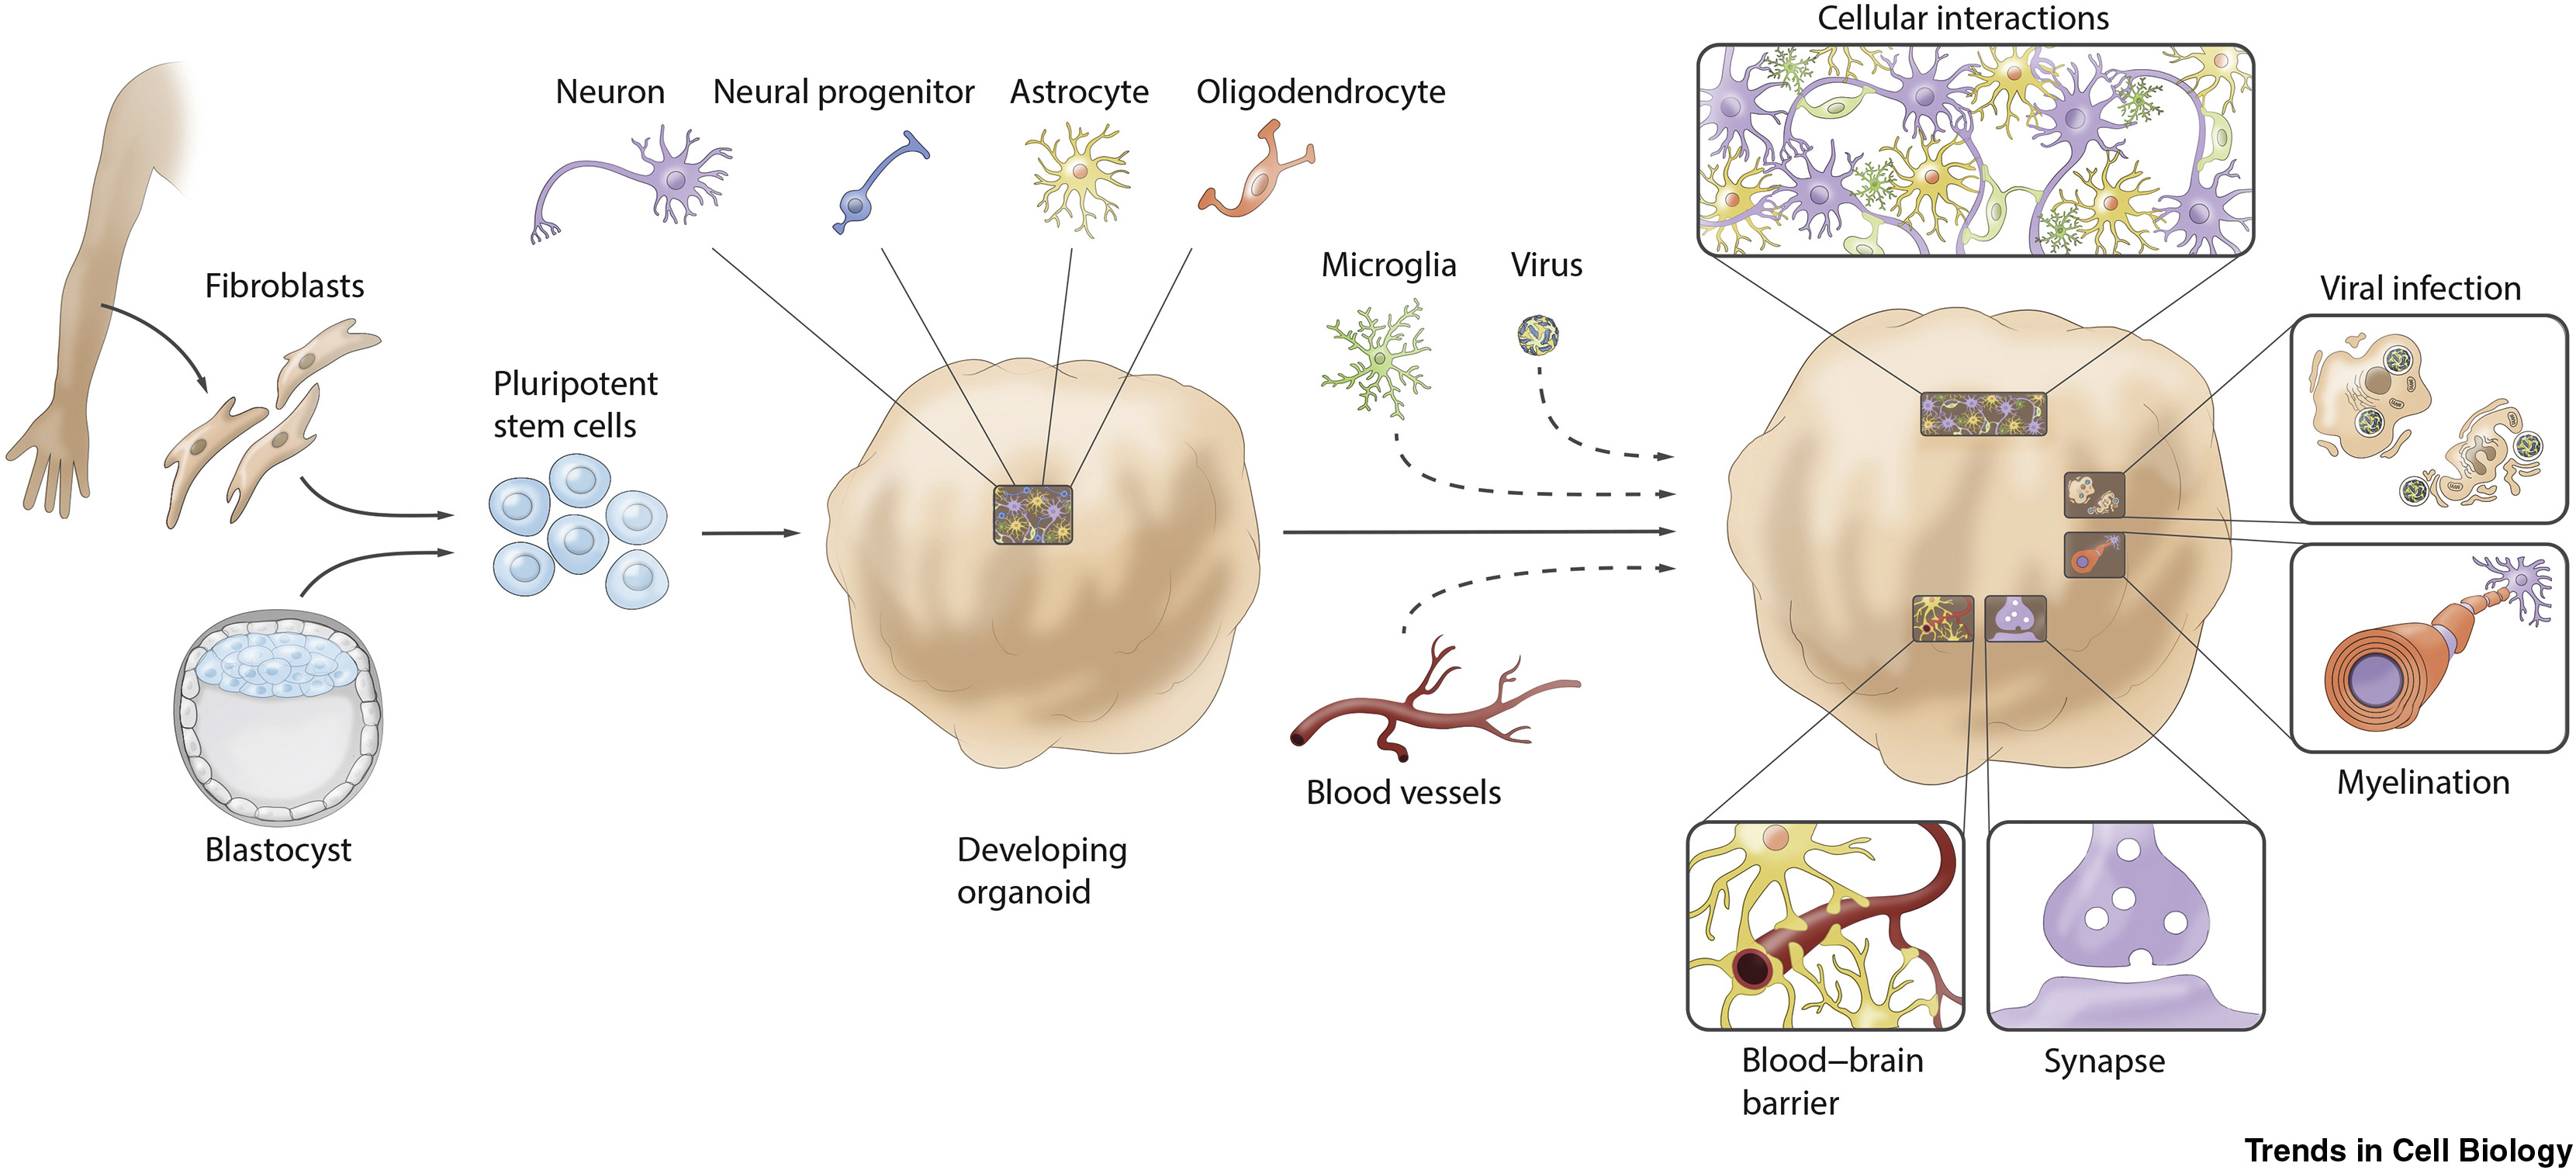 Cellular interactions
Neuron
Neural progenitor
Astrocyte
Oligodendrocyte
Microglia
Virus
Fibroblasts
Viral infection
Pluripotent
stem cells
Blood vessels
Myelination
Blastocyst
Developing
organoid
Blood–brain
barrier
Synapse
Trends in Cell Biology